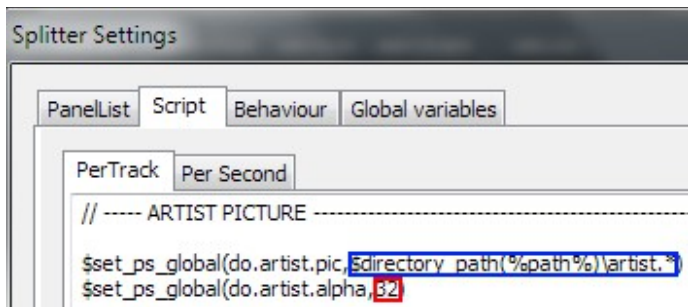 Splitter Settings
PanelList Script Behaviour Global variables
PerTrack Per Second
// ----- ARTIST PICTURE --------------------------------------------------
$set_ps_global(do.artist.pic,$directory_path(%path%)\artist.*)
$set_ps_global(do.artist.alpha,32)